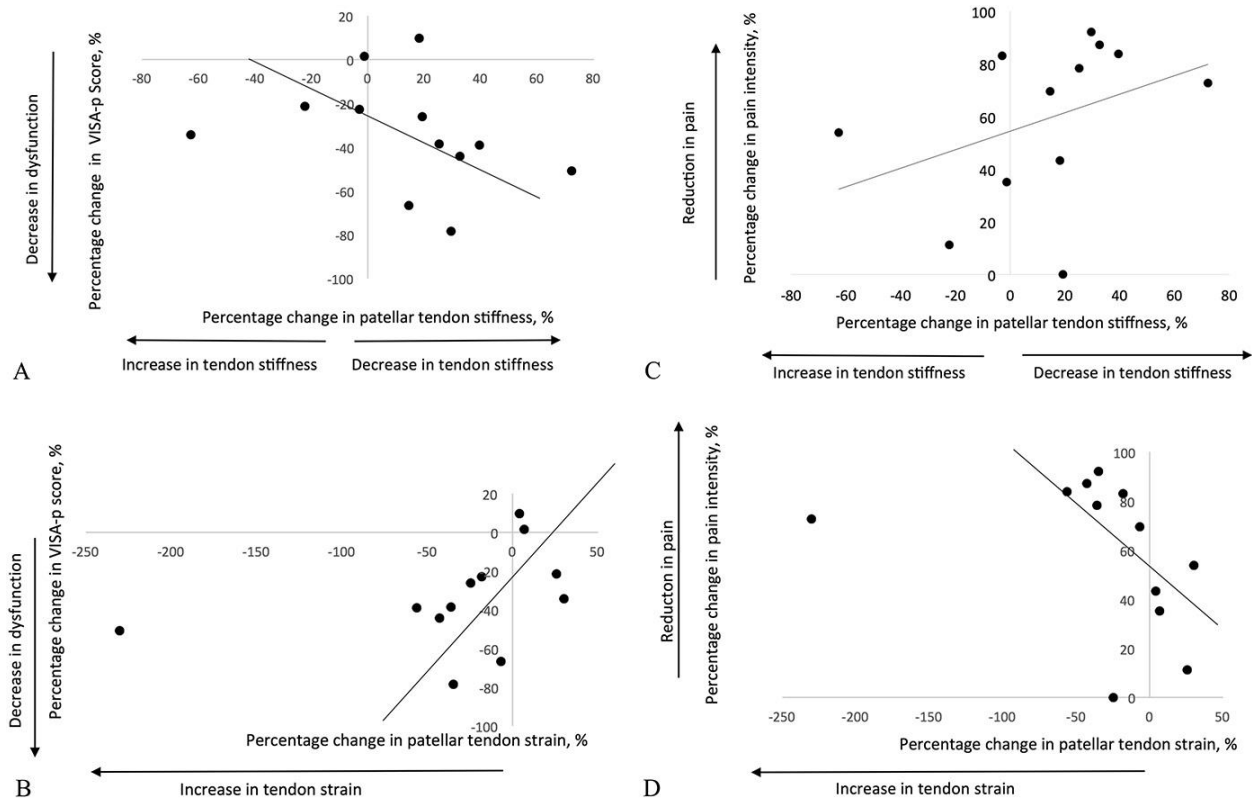 Decrease in dysfunction
Percentage change in VISA-p Score, %
20
0
-20
-40
-60
-80
-100
-80
-60
-40
-20
0
20
40
60
80
Percentage change in patellar tendon stiffness, %
Increase in tendon stiffness
Decrease in tendon stiffness
A
Reduction in pain
Percentage change in pain intensity, %
100
80
60
40
20
0
-80
-60
-40
-20
0
20
40
60
80
Percentage change in patellar tendon stiffness, %
Increase in tendon stiffness
Decrease in tendon stiffness
C
Decrease in dysfunction
Percentage change in VISA-p score, %
20
0
-20
-40
-60
-80
-100
-250
-200
-150
-100
-50
0
50
Percentage change in patellar tendon strain, %
Increase in tendon strain
B
Reducton in pain
Percentage change in pain intensity, %
100
80
60
40
20
0
-250
-200
-150
-100
-50
0
50
Percentage change in patellar tendon strain, %
Increase in tendon strain
D